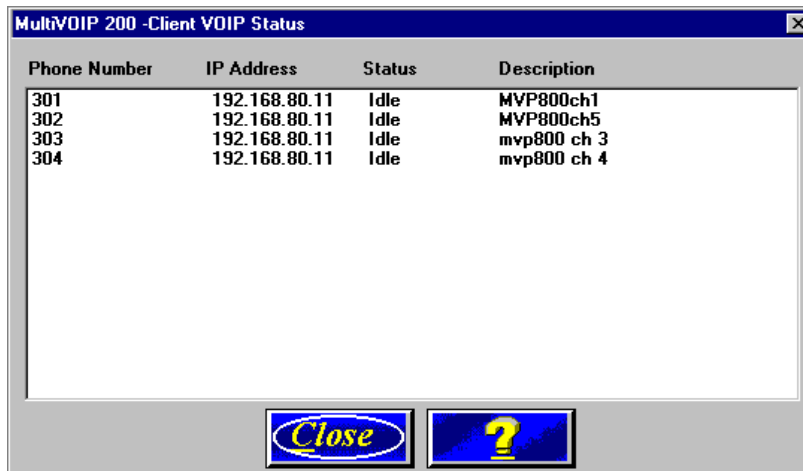 MultiVOIP 200 -Client VOIP Status
Phone Number IP Address Status Description
301 192.168.80.11 Idle MVP800ch1
302 192.168.80.11 Idle MVP800ch5
303 192.168.80.11 Idle mvp800 ch 3
304 192.168.80.11 Idle mvp800 ch 4
Close ?